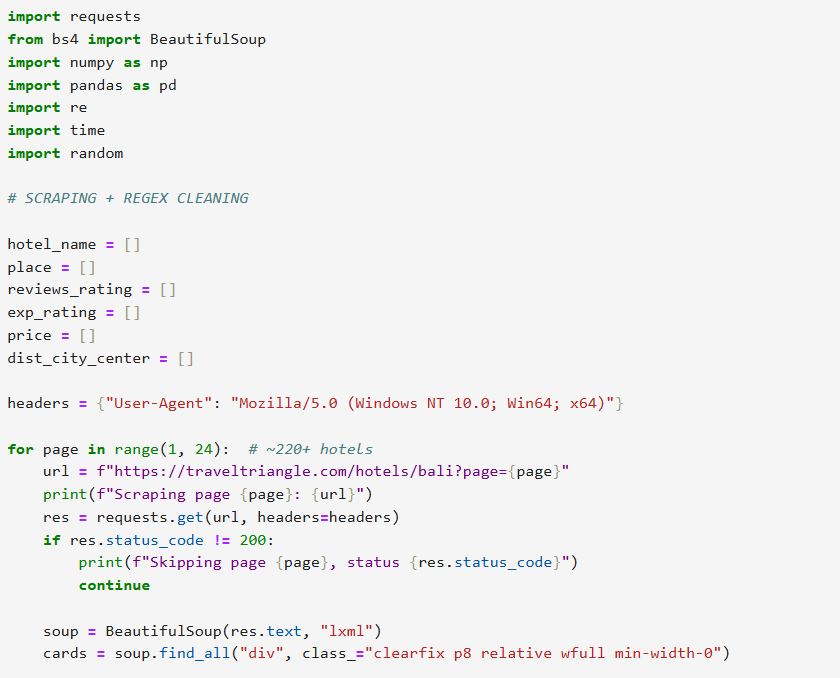 import requests
from bs4 import BeautifulSoup
import numpy as np
import pandas as pd
import re
import time
import random

# SCRAPING + REGEX CLEANING

hotel_name = []
place = []
reviews_rating = []
exp_rating = []
price = []
dist_city_center = []

headers = {"User-Agent": "Mozilla/5.0 (Windows NT 10.0; Win64; x64)"}

for page in range(1, 24):  # ~220+ hotels
    url = f"https://traveltriangle.com/hotels/bali?page={page}"
    print(f"Scraping page {page}: {url}")
    res = requests.get(url, headers=headers)
    if res.status_code != 200:
        print(f"Skipping page {page}, status {res.status_code}")
        continue

    soup = BeautifulSoup(res.text, "lxml")
    cards = soup.find_all("div", class_="clearfix p8 relative wfull min-width-0")